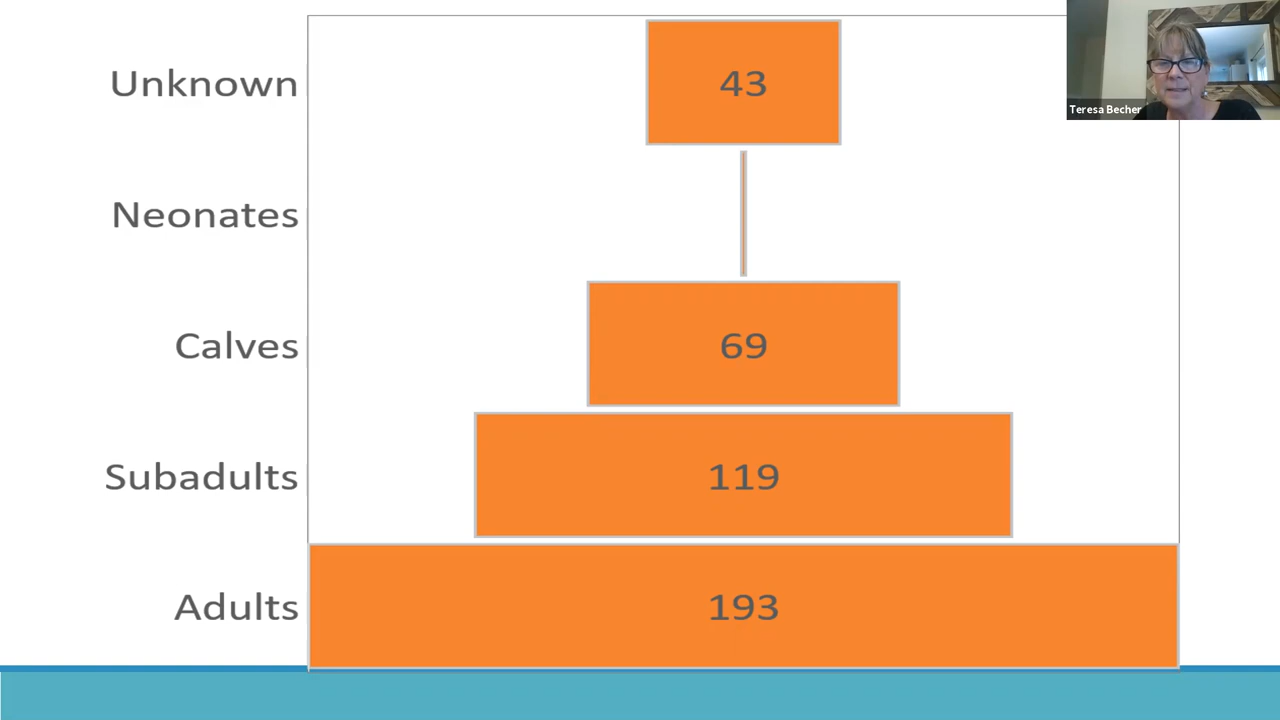 Unknown
43
Teresa Becher
Neonates
Calves
69
Subadults
119
Adults
193